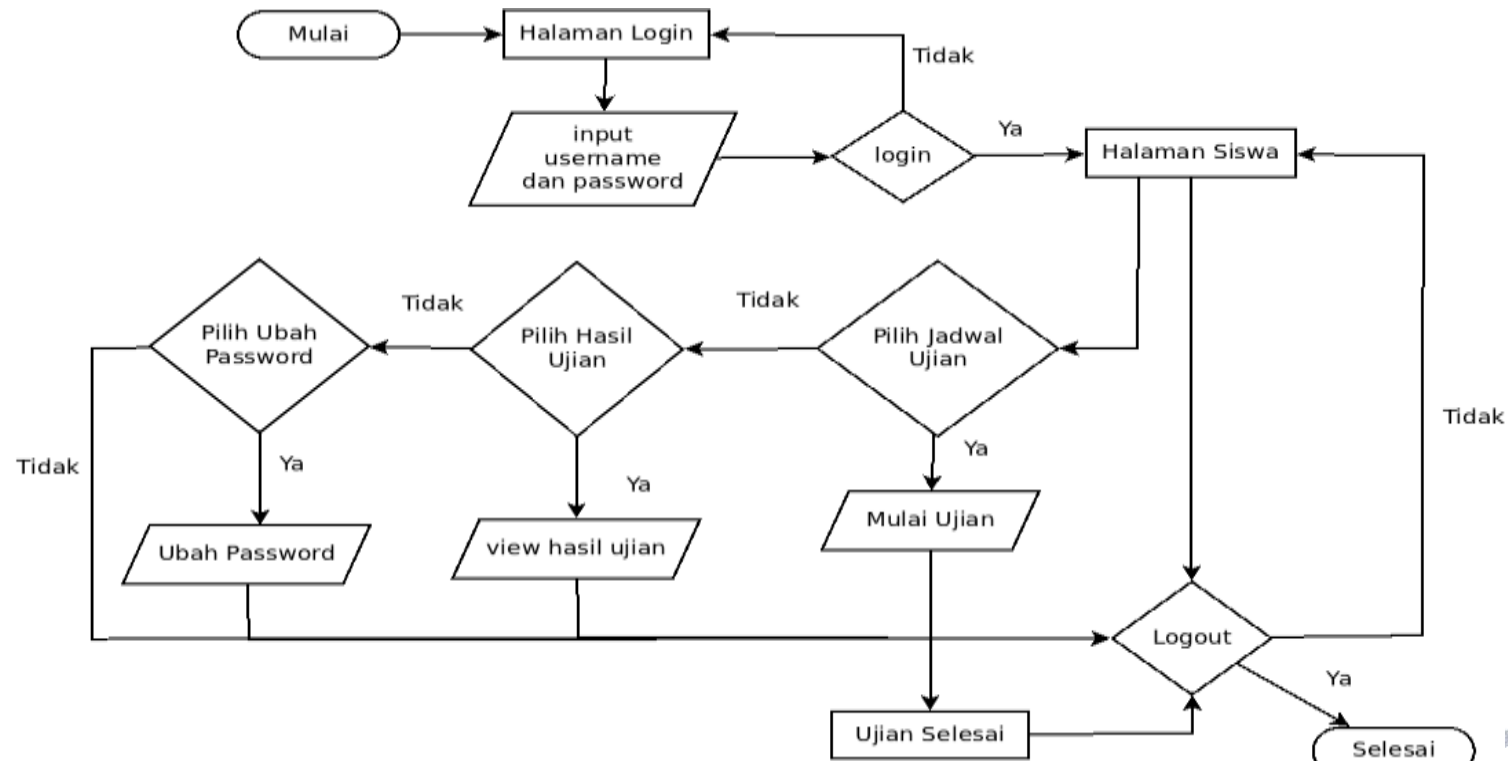 Mulai
Halaman Login
Tidak
input
username
dan password
login
Ya
Halaman Siswa
Pilih Ubah
Password
Tidak
Pilih Hasil
Ujian
Tidak
Pilih Jadwal
Ujian
Tidak
Tidak
Ya
Ya
Ya
Ubah Password
view hasil ujian
Mulai Ujian
Logout
Ya
Ujian Selesai
Selesai